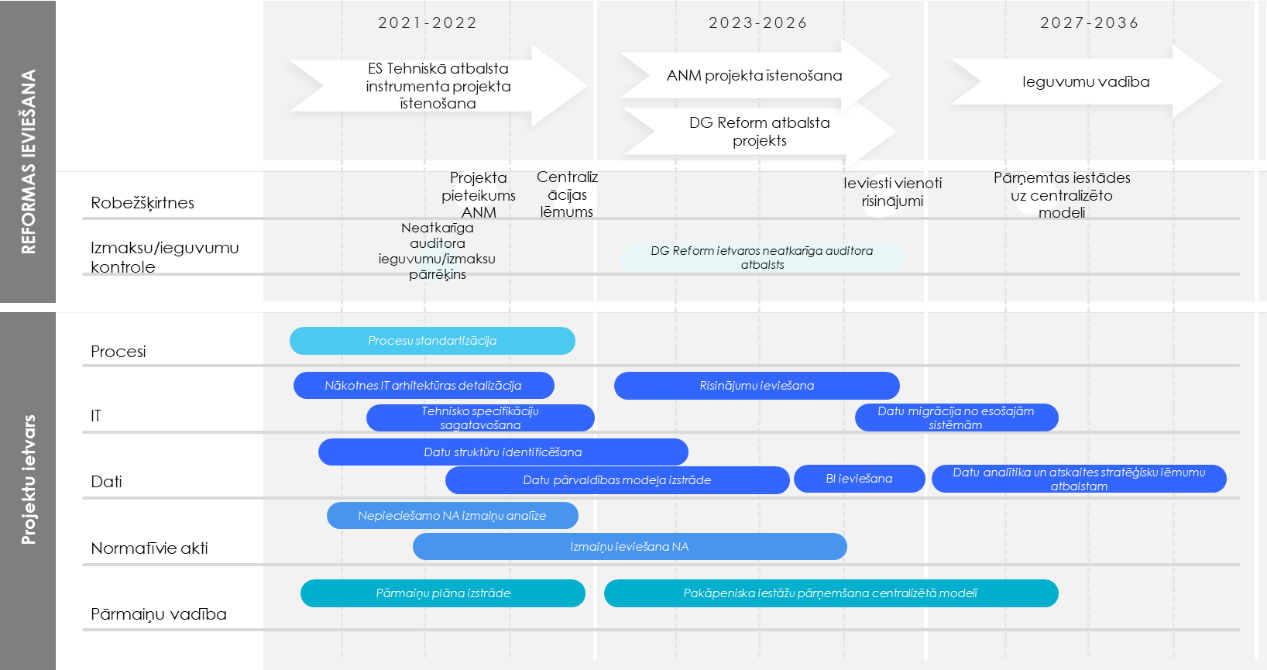 REFORMAS IEVIEŠANA
2021-2022
2023-2026
2027-2036
ES Tehniskā atbalsta
instrumenta projekta
īstenošana
ANM projekta īstenošana
DG Reform atbalsta
projekts
Ieguvumu vadība
Robežšķirtnes
Projekta
pieteikums
ANM
Centraliz
ācijas
lēmums
Ieviesti vienoti
risinājumi
Pārņemtas iestādes
uz centralizēto
modeli
Izmaksu/ieguvumu
kontrole
Neatkarīga
auditora
ieguvumu/izmaksu
pārrēķins
DG Reform ietvaros neatkarīga auditora
atbalsts
Projektu ietvars
Procesi
Procesu standartizācija
IT
Nākotnes IT arhitektūras detalizācija
Risinājumu ieviešana
Tehnisko specifikāciju
sagatavošana
Datu migrācija no esošajām
sistēmām
Dati
Datu struktūru identificēšana
Datu pārvaldības modeļa izstrāde
BI ieviešana
Datu analītika un atskaites stratēģisku lēmumu
atbalstam
Normatīvie akti
Nepieciešamo NA izmaiņu analīze
Izmaiņu ieviešana NA
Pārmaiņu vadība
Pārmaiņu plāna izstrāde
Pakāpeniska iestāžu pārņemšana centralizētā modelī